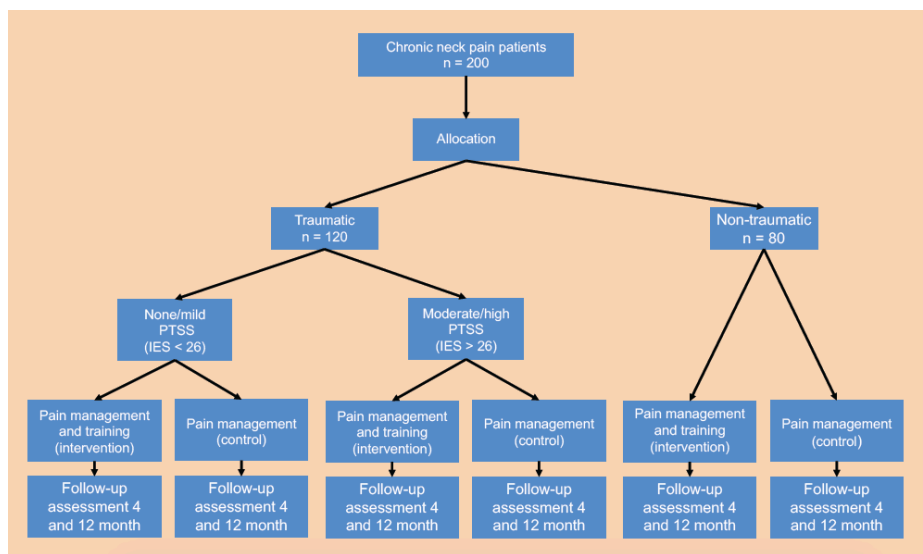 Chronic neck pain patients
n = 200
Allocation
Traumatic
n = 120
Non-traumatic
n = 80
None/mild
PTSS
(IES < 26)
Moderate/high
PTSS
(IES > 26)
Pain management
and training
(intervention)
Pain management
(control)
Pain management
and training
(intervention)
Pain management
(control)
Pain management
and training
(intervention)
Pain management
(control)
Follow-up
assessment 4
and 12 month
Follow-up
assessment 4
and 12 month
Follow-up
assessment 4
and 12 month
Follow-up
assessment 4
and 12 month
Follow-up
assessment 4
and 12 month
Follow-up
assessment 4
and 12 month